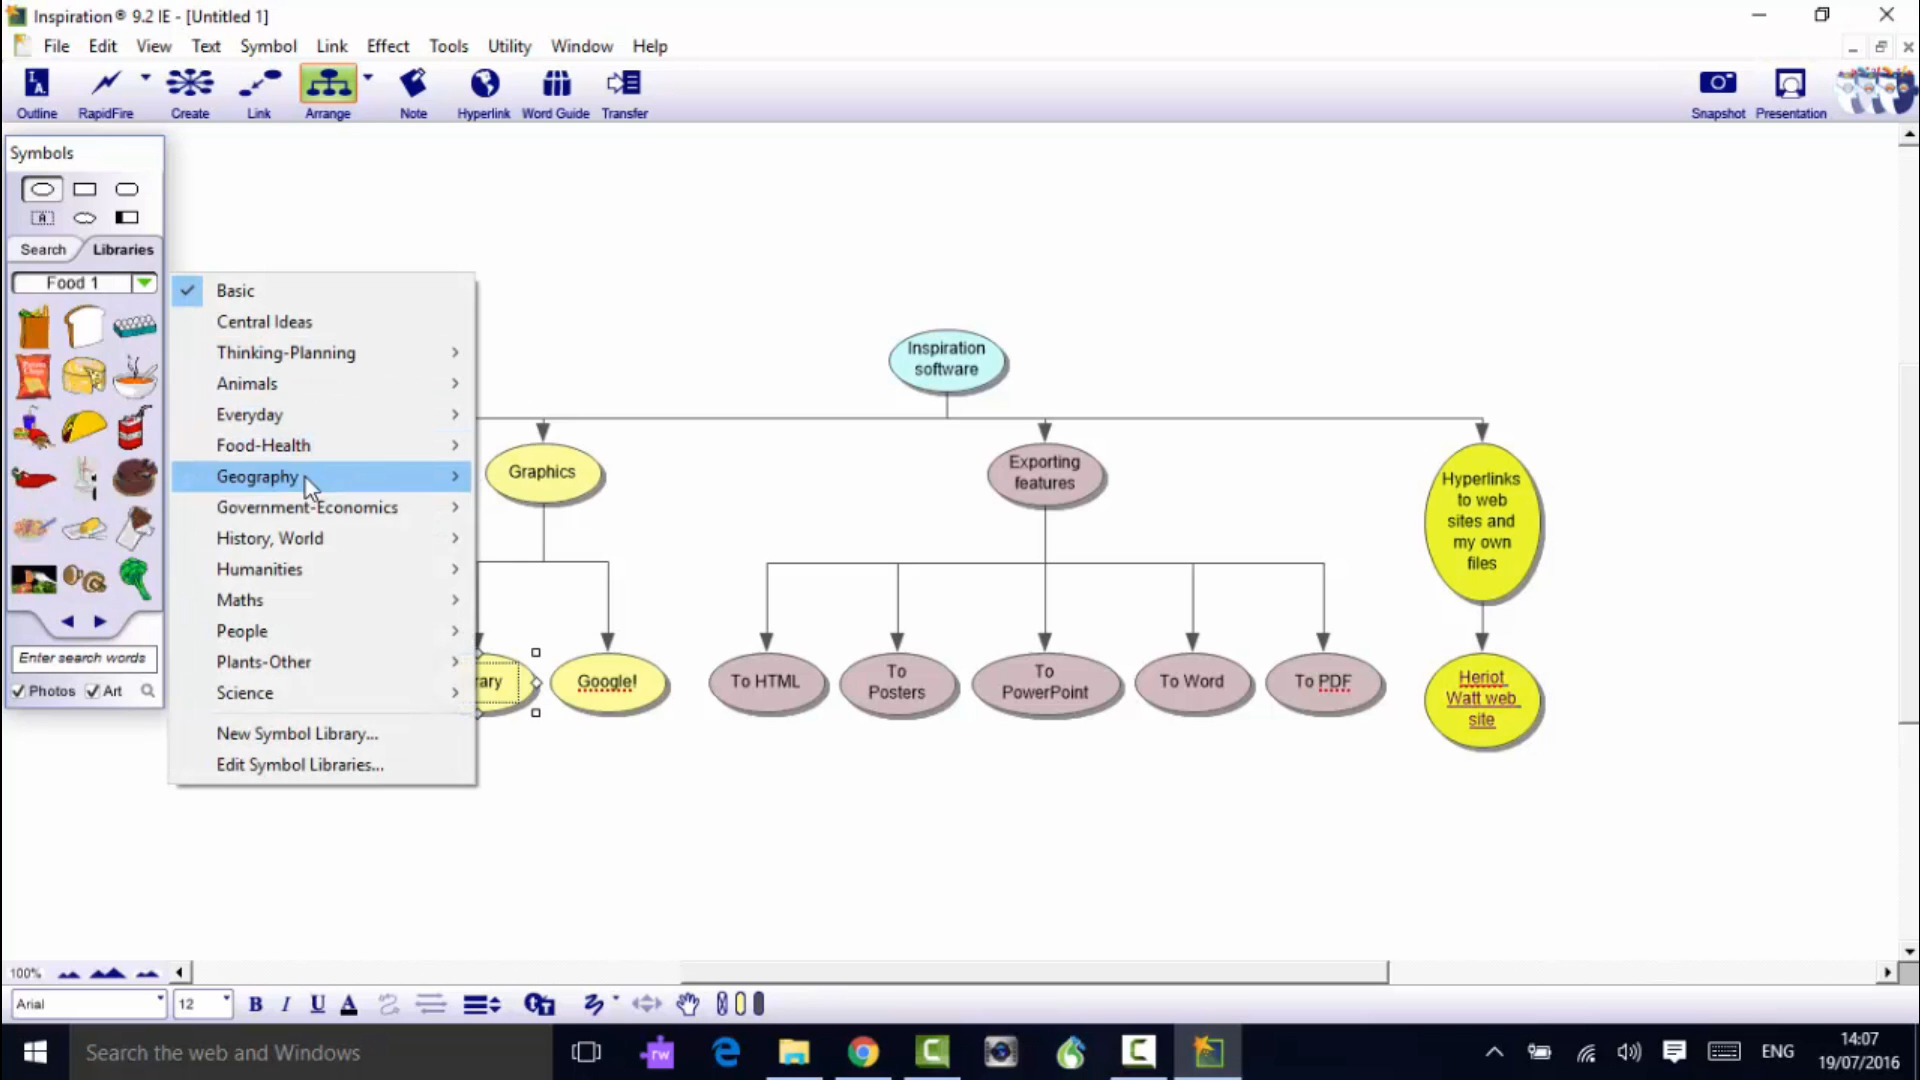 Inspiration® 9.2 IE - [Untitled 1]
File Edit View Text Symbol Link Effect Tools Utility Window Help
Outline RapidFire Create Link Arrange Note Hyperlink Word Guide Transfer Snapshot Presentation
Symbols
A
Search Libraries
Food 1
Enter search words
Photos Art
Basic
Central Ideas
Thinking-Planning
Animals
Everyday
Food-Health
Geography
Government-Economics
History, World
Humanities
Maths
People
Plants-Other
Science
New Symbol Library...
Edit Symbol Libraries...
Inspiration
software
Graphics
Exporting
features
Hyperlinks
to web
sites and
my own
files
rary
Google!
To HTML
To
Posters
To
PowerPoint
To Word
To PDF
Heriot
Watt web
site
100%
Arial 12 B I U A
Search the web and Windows
rw
ENG
14:07
19/07/2016